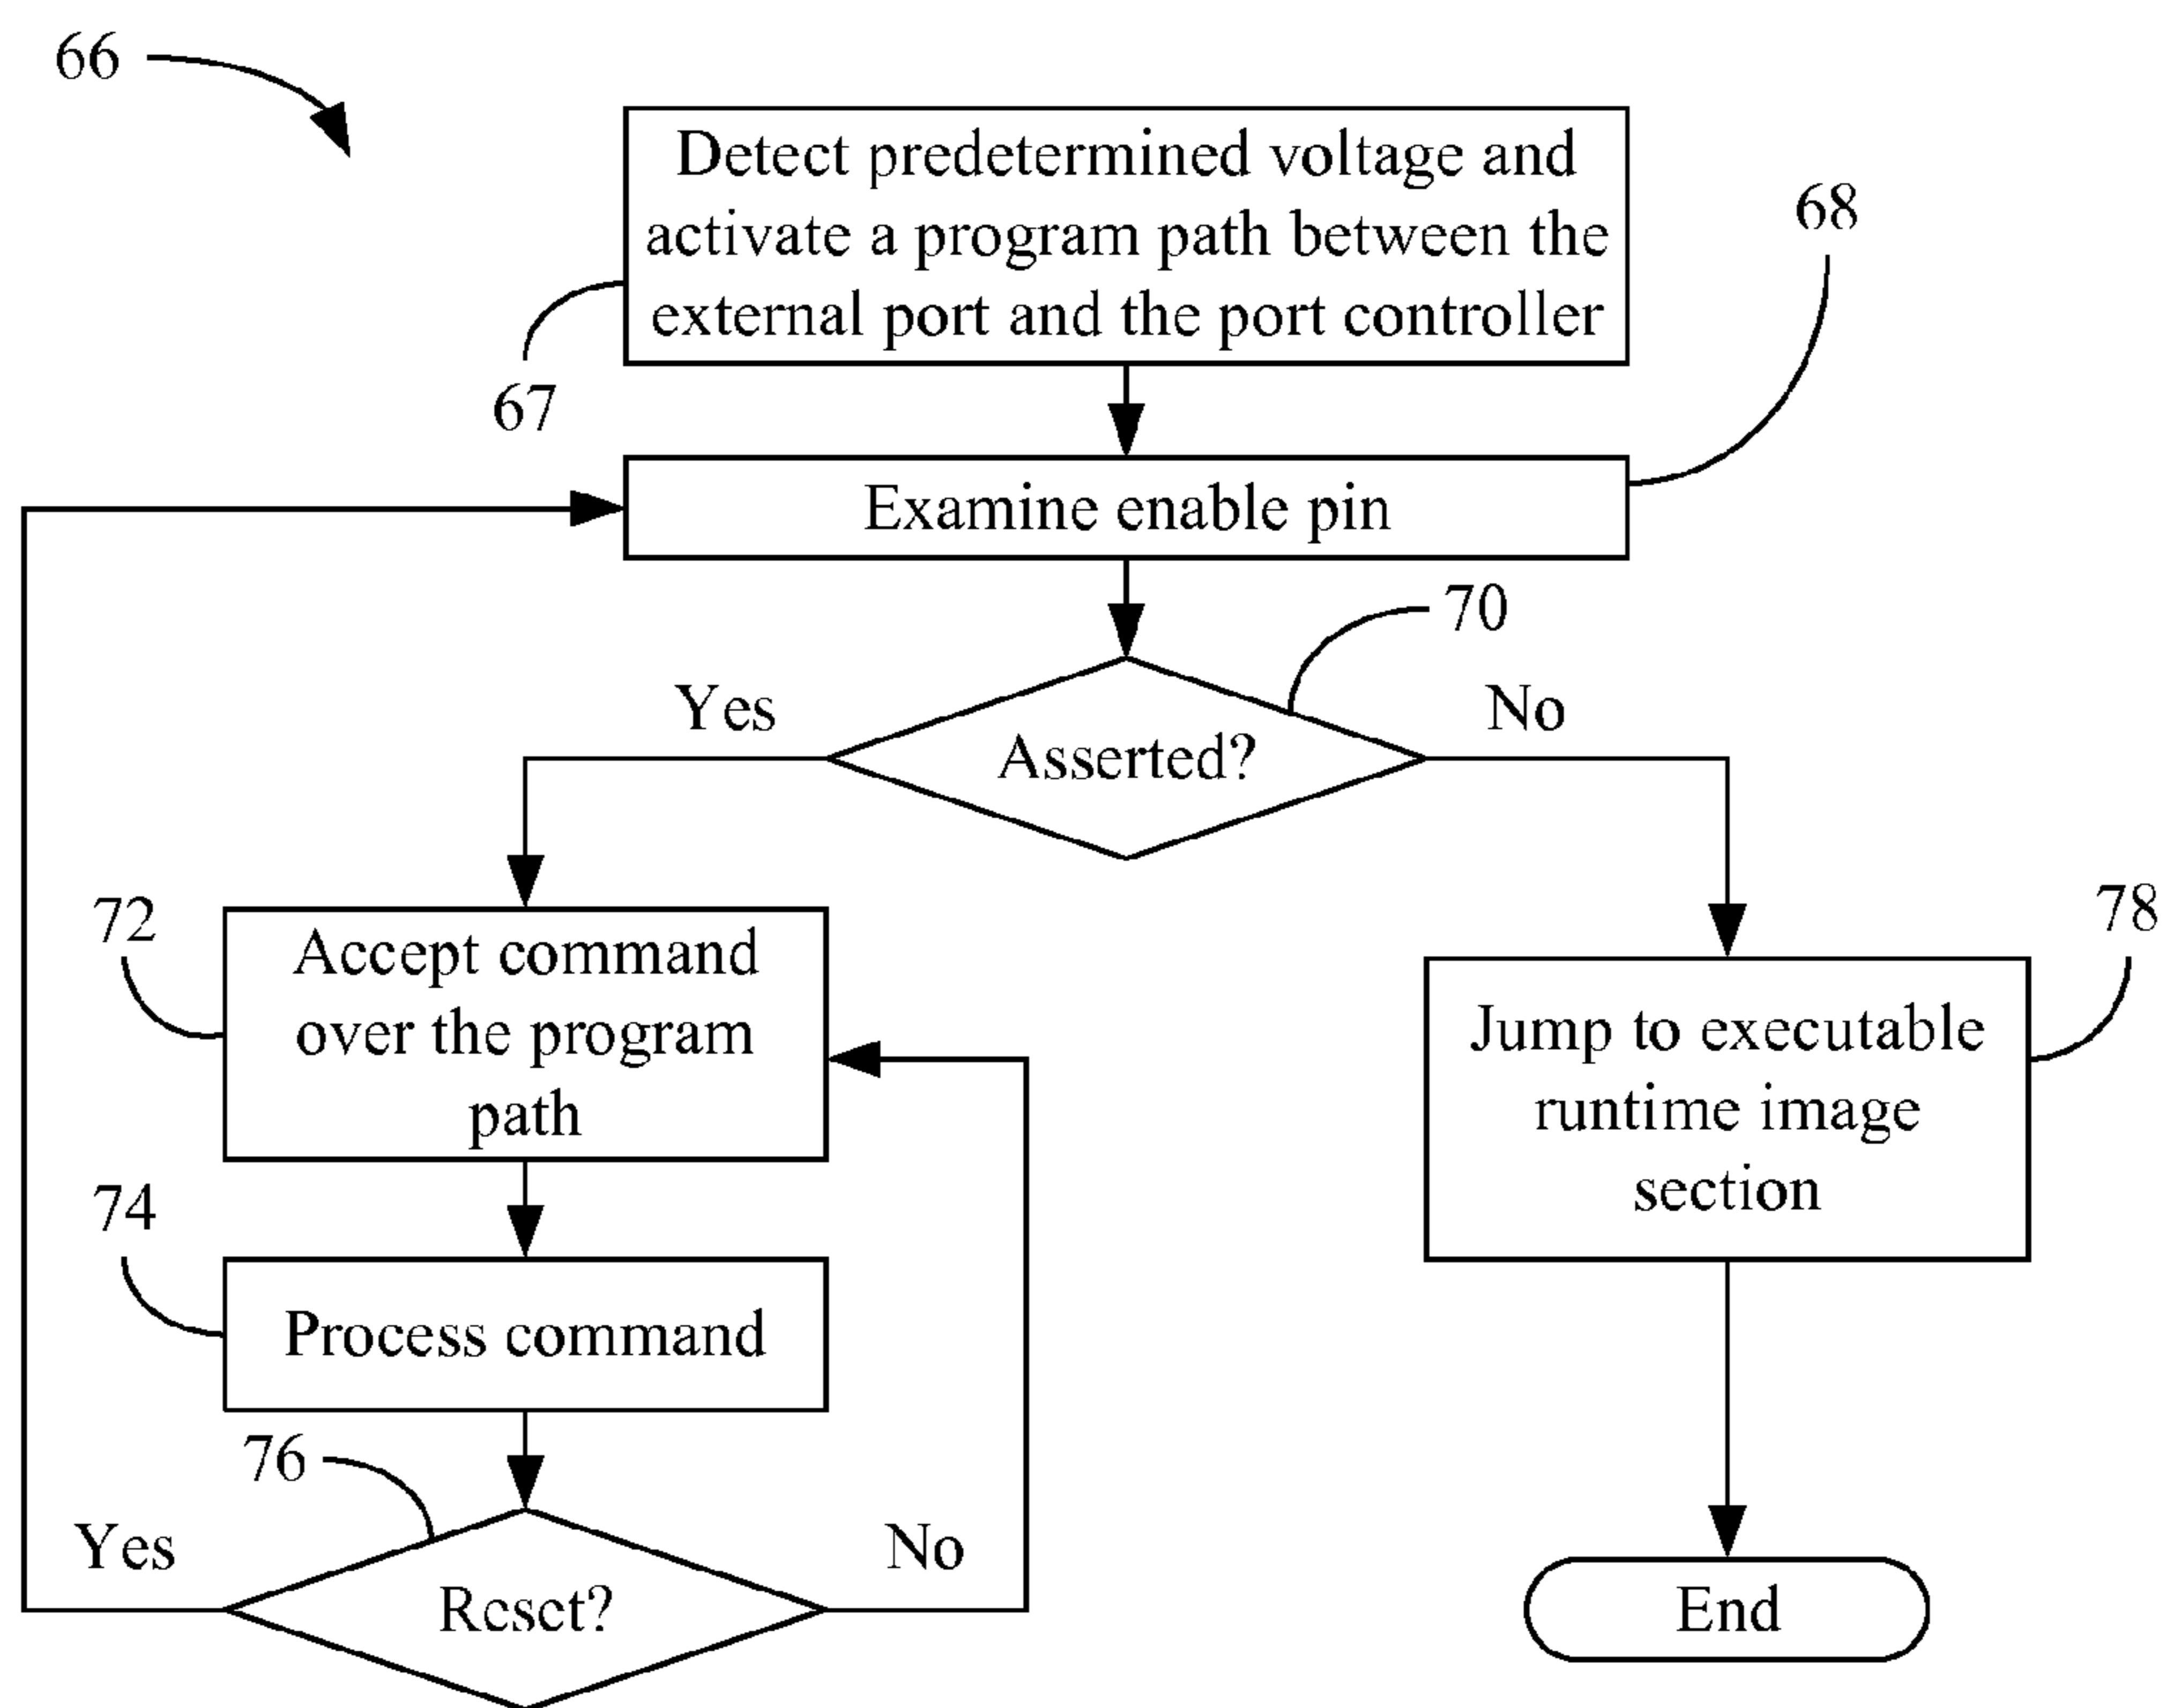 66
Detect predetermined voltage and
activate a program path between the
external port and the port controller
67
68
Examine enable pin
70
Yes
No
Asserted?
72
Accept command
over the program
path
78
Jump to executable
runtime image
section
74
Process command
76
Yes
No
Reset?
End